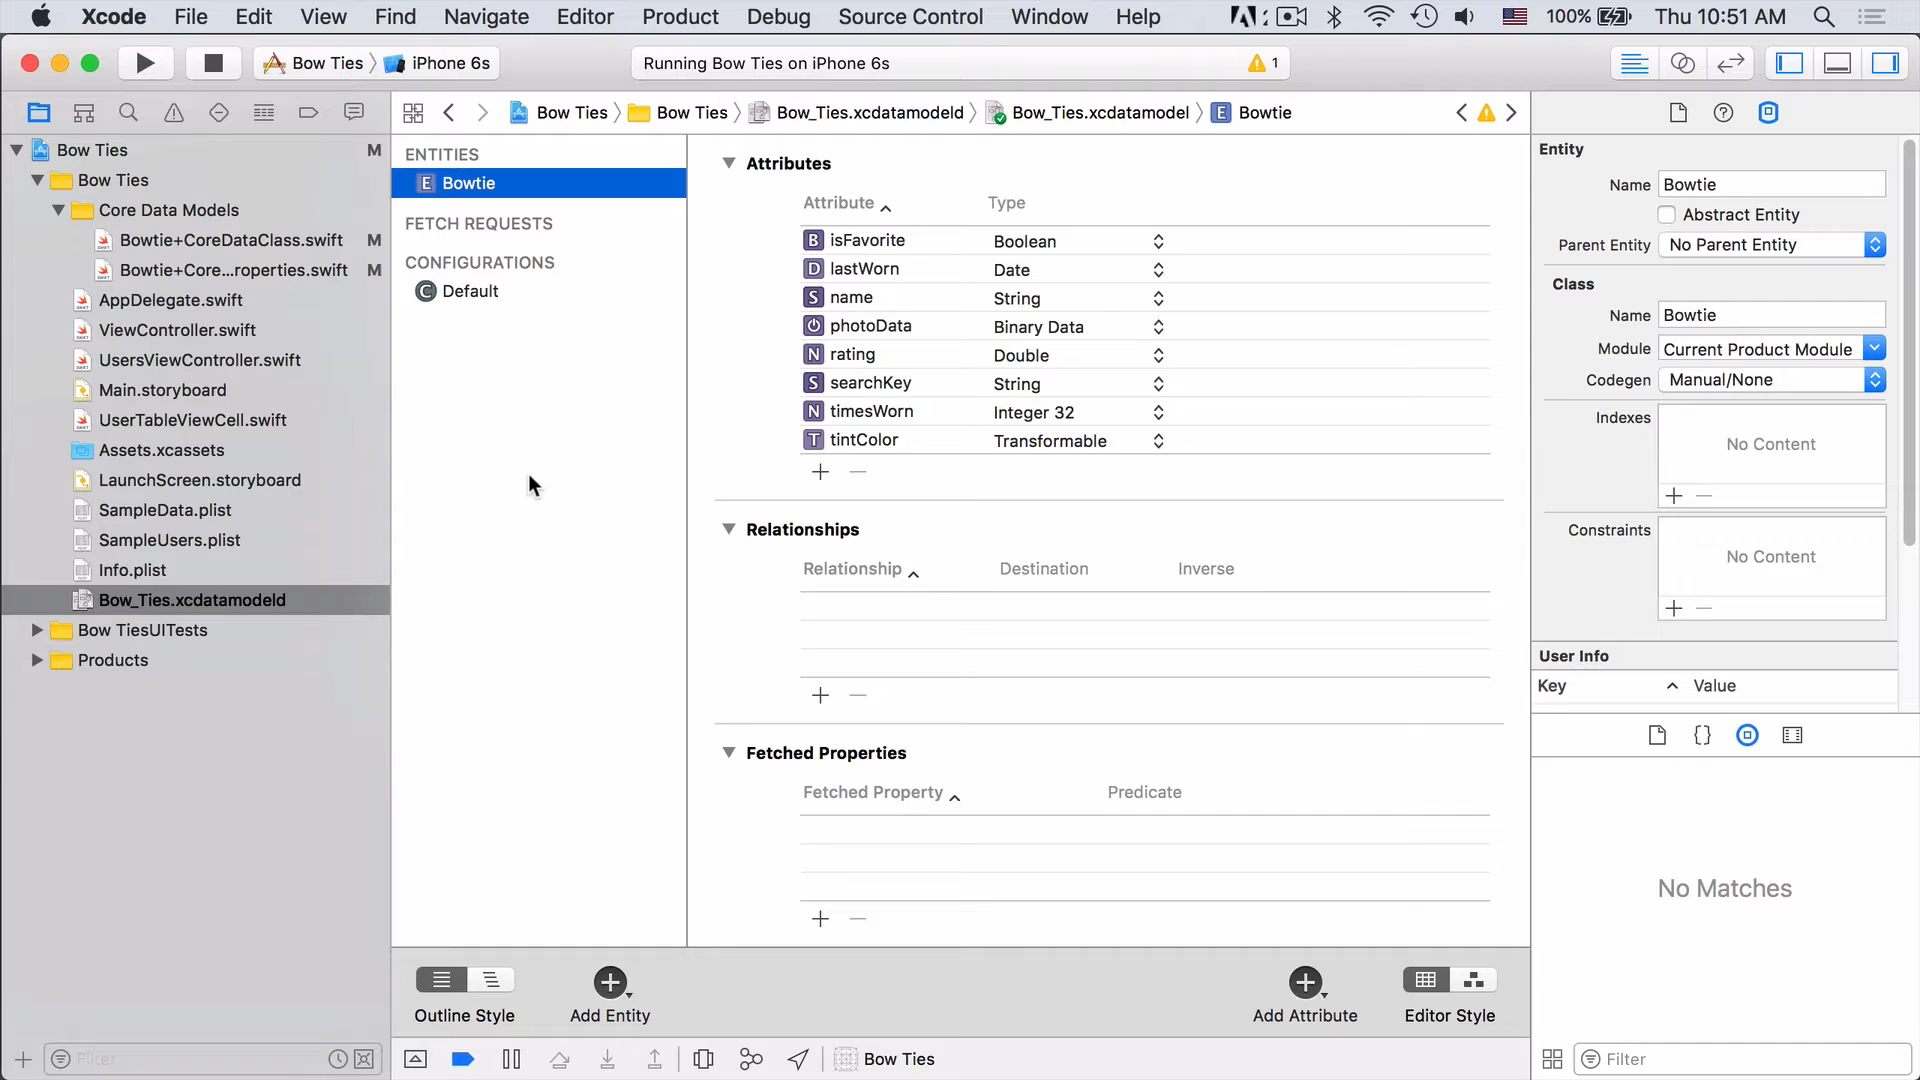 Xcode File Edit View Find Navigate Editor Product Debug Source Control Window Help 100% Thu 10:51 AM
Bow Ties iPhone 6s Running Bow Ties on iPhone 6s 1
Bow Ties Bow Ties Bow_Ties.xcdatamodeld Bow_Ties.xcdatamodel E Bowtie
Bow Ties M
Bow Ties
Core Data Models
Bowtie+CoreDataClass.swift M
Bowtie+Core...roperties.swift M
AppDelegate.swift
ViewController.swift
UsersViewController.swift
Main.storyboard
UserTableViewCell.swift
Assets.xcassets
LaunchScreen.storyboard
SampleData.plist
SampleUsers.plist
Info.plist
Bow_Ties.xcdatamodeld
Bow TiesUITests
Products
Filter
ENTITIES
E Bowtie
FETCH REQUESTS
CONFIGURATIONS
C Default
Attributes
Attribute Type
B isFavorite Boolean
D lastWorn Date
S name String
photoData Binary Data
N rating Double
S searchKey String
N timesWorn Integer 32
T tintColor Transformable
Relationships
Relationship Destination Inverse
Fetched Properties
Fetched Property Predicate
Outline Style Add Entity Add Attribute Editor Style
Bow Ties
Entity
Name Bowtie
Abstract Entity
Parent Entity No Parent Entity
Class
Name Bowtie
Module Current Product Module
Codegen Manual/None
Indexes No Content
Constraints No Content
User Info
Key Value
No Matches
Filter